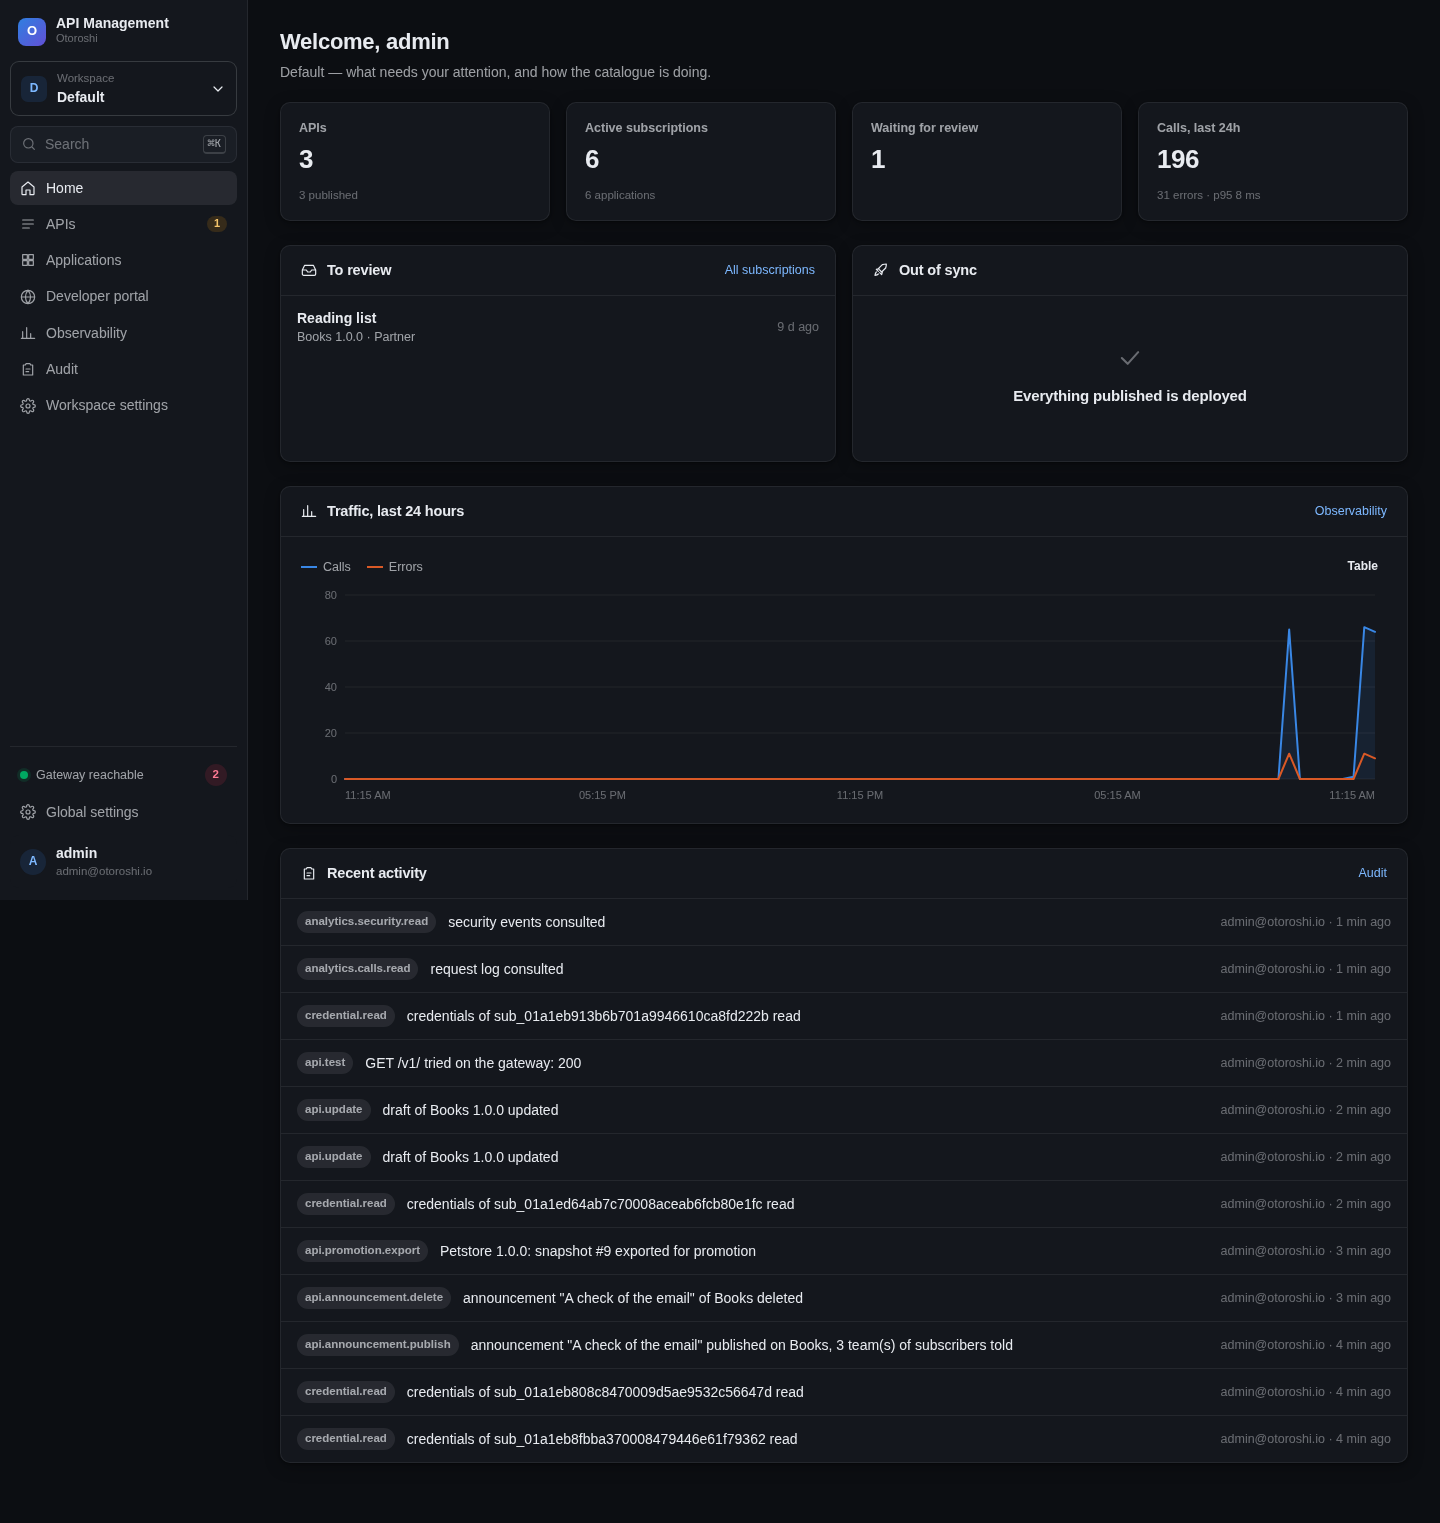 O
API Management
Otoroshi
D
Workspace
Default
Search
⌘K
Home
APIs
1
Applications
Developer portal
Observability
Audit
Workspace settings
Gateway reachable
2
Global settings
A
admin
admin@otoroshi.io
Welcome, admin
Default — what needs your attention, and how the catalogue is doing.
APIs
3
3 published
Active subscriptions
6
6 applications
Waiting for review
1
Calls, last 24h
196
31 errors · p95 8 ms
To review
All subscriptions
Reading list
Books 1.0.0 · Partner
9 d ago
Out of sync
Everything published is deployed
Traffic, last 24 hours
Observability
Calls
Errors
Table
80
60
40
20
0
11:15 AM
05:15 PM
11:15 PM
05:15 AM
11:15 AM
Recent activity
Audit
analytics.security.read security events consulted admin@otoroshi.io · 1 min ago
analytics.calls.read request log consulted admin@otoroshi.io · 1 min ago
credential.read credentials of sub_01a1eb913b6b701a9946610ca8fd222b read admin@otoroshi.io · 1 min ago
api.test GET /v1/ tried on the gateway: 200 admin@otoroshi.io · 2 min ago
api.update draft of Books 1.0.0 updated admin@otoroshi.io · 2 min ago
api.update draft of Books 1.0.0 updated admin@otoroshi.io · 2 min ago
credential.read credentials of sub_01a1ed64ab7c70008aceab6fcb80e1fc read admin@otoroshi.io · 2 min ago
api.promotion.export Petstore 1.0.0: snapshot #9 exported for promotion admin@otoroshi.io · 3 min ago
api.announcement.delete announcement "A check of the email" of Books deleted admin@otoroshi.io · 3 min ago
api.announcement.publish announcement "A check of the email" published on Books, 3 team(s) of subscribers told admin@otoroshi.io · 4 min ago
credential.read credentials of sub_01a1eb808c8470009d5ae9532c56647d read admin@otoroshi.io · 4 min ago
credential.read credentials of sub_01a1eb8fbba370008479446e61f79362 read admin@otoroshi.io · 4 min ago